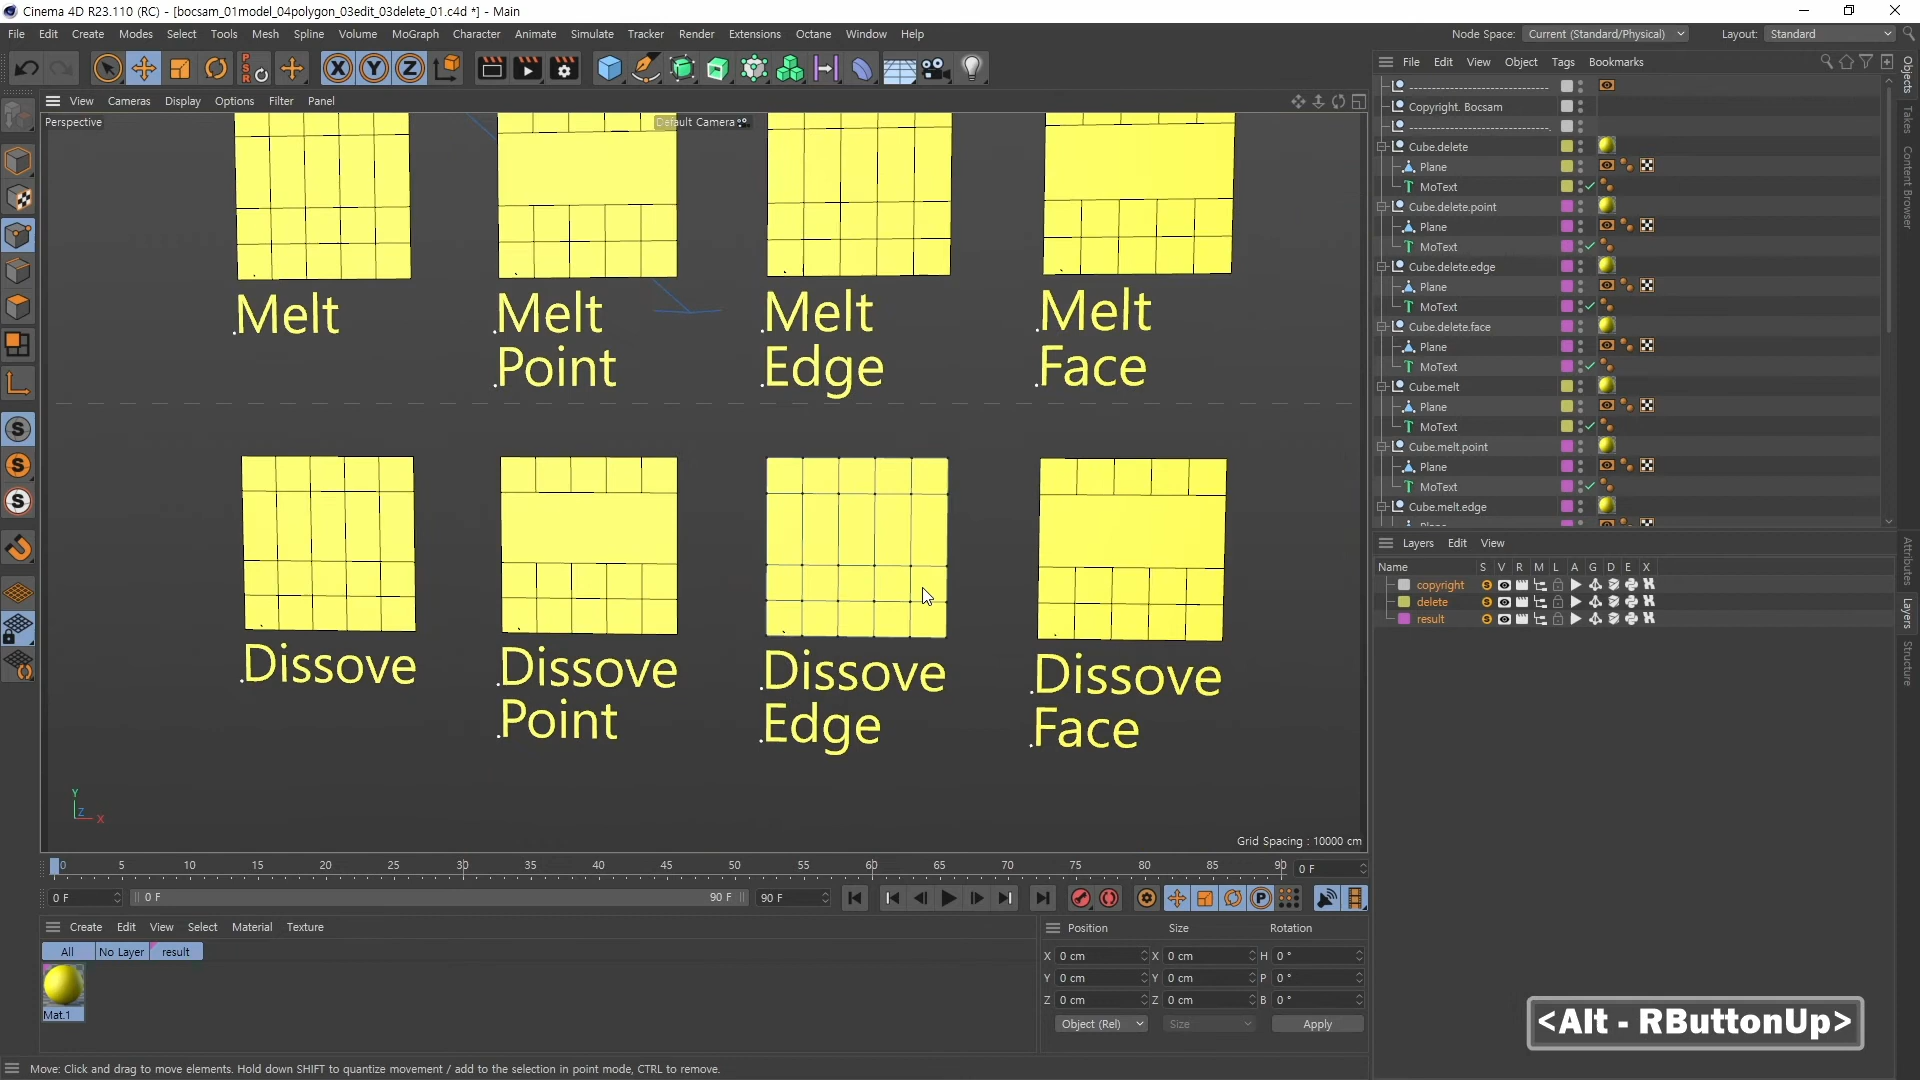 Cinema 4D R23.110 (RC) - [bocsam_01model_04polygon_03edit_03delete_01.c4d *] - Main
File Edit Create Modes Select Tools Mesh Spline Volume MoGraph Character Animate Simulate Tracker Render Extensions Octane Window Help
Node Space: Current (Standard/Physical) Layout: Standard
File Edit View Object Tags Bookmarks
View Cameras Display Options Filter Panel
Perspective
Default Camera
Melt
Melt
Point
Melt
Edge
Melt
Face
Dissove
Dissove
Point
Dissove
Edge
Dissove
Face
Y
Z
X
Grid Spacing : 10000 cm
------------------------------
Copyright. Bocsam
------------------------------
Cube.delete
Plane
MoText
Cube.delete.point
Plane
MoText
Cube.delete.edge
Plane
MoText
Cube.delete.face
Plane
MoText
Cube.melt
Plane
MoText
Cube.melt.point
Plane
MoText
Cube.melt.edge
Plane
Objects
Takes
Content Browser
Attributes
Layers
Structure
Layers Edit View
Name S V R M L A G D E X
copyright
delete
result
0 5 10 15 20 25 30 35 40 45 50 55 60 65 70 75 80 85 90 0 F
0 F 0 F 90 F 90 F
Create Edit View Select Material Texture
All No Layer result
Mat.1
Position Size Rotation
X 0 cm X 0 cm H 0 °
Y 0 cm Y 0 cm P 0 °
Z 0 cm Z 0 cm B 0 °
Object (Rel) Size Apply
<Alt - RButtonUp>
Move: Click and drag to move elements. Hold down SHIFT to quantize movement / add to the selection in point mode, CTRL to remove.